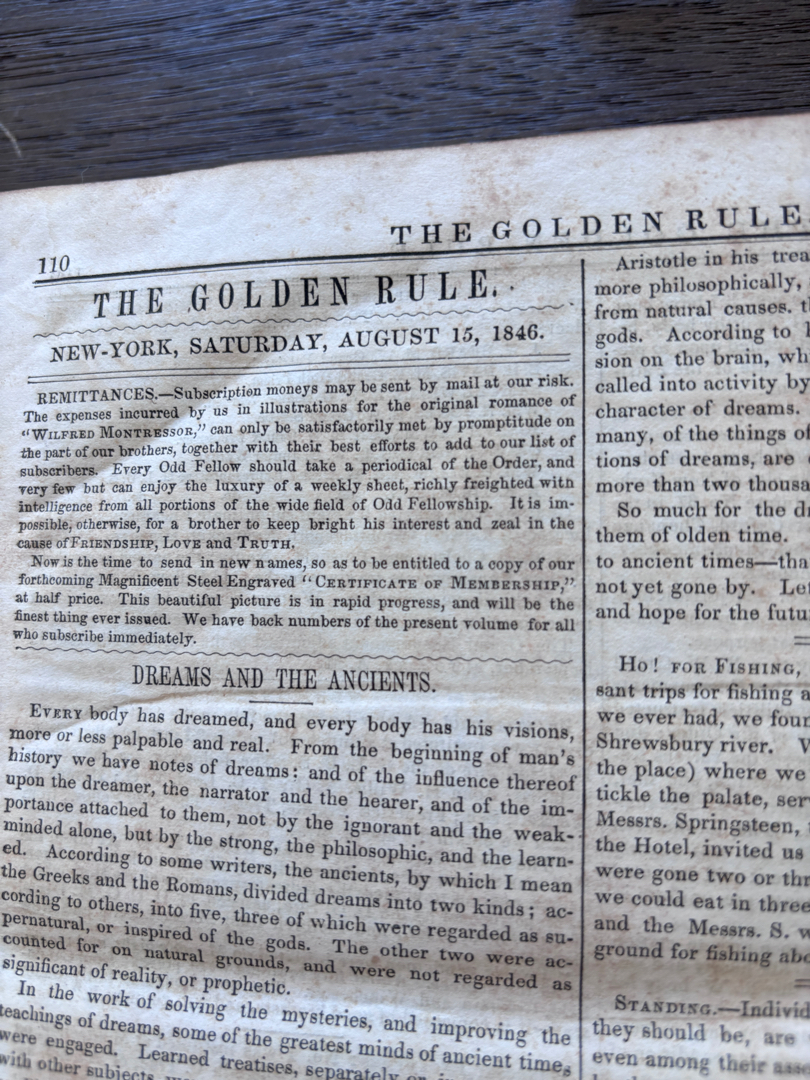 THE GOLDEN RULE
110
THE GOLDEN RULE.
NEW-YORK, SATURDAY, AUGUST 15, 1846.
REMITTANCES.—Subscription moneys may be sent by mail at our risk.
The expenses incurred by us in illustrations for the original romance of
"WILFRED MONTRESSOR," can only be satisfactorily met by promptitude on
the part of our brothers, together with their best efforts to add to our list of
subscribers. Every Odd Fellow should take a periodical of the Order, and
very few but can enjoy the luxury of a weekly sheet, richly freighted with
intelligence from all portions of the wide field of Odd Fellowship. It is im-
possible, otherwise, for a brother to keep bright his interest and zeal in the
cause of FRIENDSHIP, LOVE and TRUTH.
Now is the time to send in new names, so as to be entitled to a copy of our
forthcoming Magnificent Steel Engraved "CERTIFICATE OF MEMBERSHIP,"
at half price. This beautiful picture is in rapid progress, and will be the
finest thing ever issued. We have back numbers of the present volume for all
who subscribe immediately.
DREAMS AND THE ANCIENTS.
EVERY body has dreamed, and every body has his visions,
more or less palpable and real. From the beginning of man's
history we have notes of dreams: and of the influence thereof
upon the dreamer, the narrator and the hearer, and of the im-
portance attached to them, not by the ignorant and the weak-
minded alone, but by the strong, the philosophic, and the learn-
ed. According to some writers, the ancients, by which I mean
the Greeks and the Romans, divided dreams into two kinds; ac-
cording to others, into five, three of which were regarded as su-
pernatural, or inspired of the gods. The other two were ac-
counted for on natural grounds, and were not regarded as
significant of reality, or prophetic.
In the work of solving the mysteries, and improving the
teachings of dreams, some of the greatest minds of ancient times
were engaged. Learned treatises, separately or
with other subjects
Aristotle in his
more philosophically,
from natural causes.
gods. According to
sion on the brain,
called into activity by
character of dreams.
many, of the things of
tions of dreams, are
more than two
So much for the
them of olden time.
to ancient times—
not yet gone by.
and hope for the
HO! FOR FISHING,
sant trips for fishing
we ever had, we
Shrewsbury river.
the place) where we
tickle the palate,
Messrs. Springsteen,
the Hotel, invited us
were gone two or
we could eat in three
and the Messrs. S.
ground for fishing
STANDING.—
they should be, are
even among their